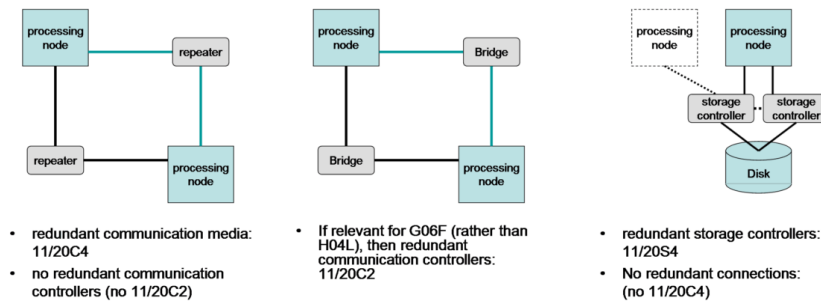 processing
node
repeater
repeater
processing
node
processing
node
Bridge
Bridge
processing
node
processing
node
processing
node
storage
controller
storage
controller
Disk
• redundant communication media:
11/20C4
• no redundant communication
controllers (no 11/20C2)
• If relevant for G06F (rather than
H04L), then redundant
communication controllers:
11/20C2
• redundant storage controllers:
11/20S4
• No redundant connections:
(no 11/20C4)